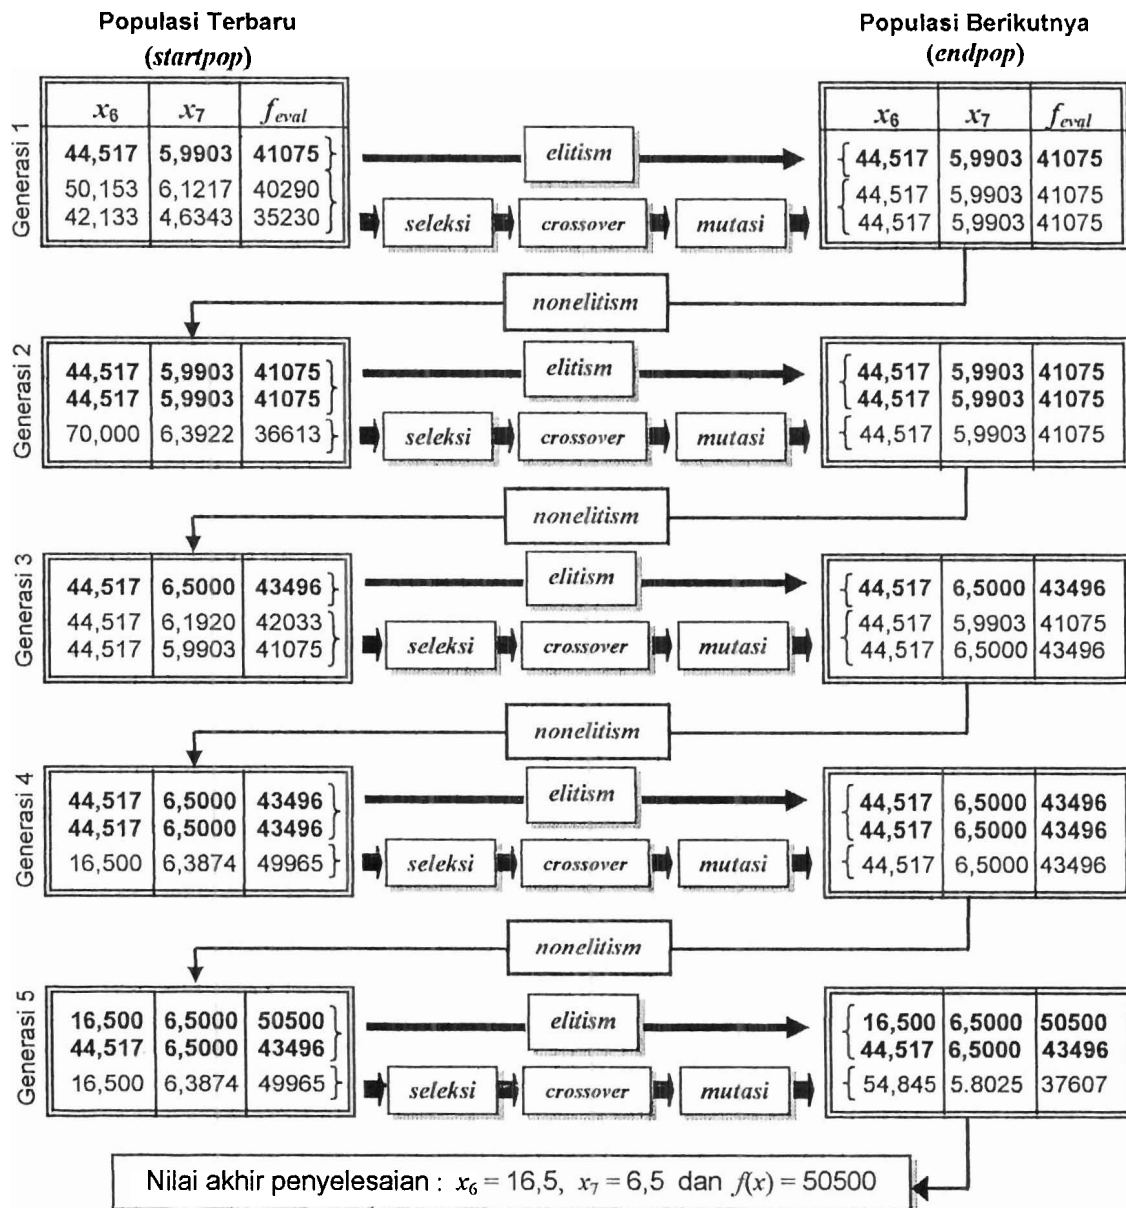 Populasi Terbaru
(startpop)
Populasi Berikutnya
(endpop)
Generasi 1
x6 x7 feval
44,517 5,9903 41075
50,153 6,1217 40290
42,133 4,6343 35230
elitism
seleksi crossover mutasi
x6 x7 feval
44,517 5,9903 41075
44,517 5,9903 41075
44,517 5,9903 41075
nonelitism
Generasi 2
44,517 5,9903 41075
44,517 5,9903 41075
70,000 6,3922 36613
elitism
seleksi crossover mutasi
44,517 5,9903 41075
44,517 5,9903 41075
44,517 5,9903 41075
nonelitism
Generasi 3
44,517 6,5000 43496
44,517 6,1920 42033
44,517 5,9903 41075
elitism
seleksi crossover mutasi
44,517 6,5000 43496
44,517 5,9903 41075
44,517 6,5000 43496
nonelitism
Generasi 4
44,517 6,5000 43496
44,517 6,5000 43496
16,500 6,3874 49965
elitism
seleksi crossover mutasi
44,517 6,5000 43496
44,517 6,5000 43496
44,517 6,5000 43496
nonelitism
Generasi 5
16,500 6,5000 50500
44,517 6,5000 43496
16,500 6,3874 49965
elitism
seleksi crossover mutasi
16,500 6,5000 50500
44,517 6,5000 43496
54,845 5.8025 37607
Nilai akhir penyelesaian : x6 = 16,5, x7 = 6,5 dan f(x) = 50500